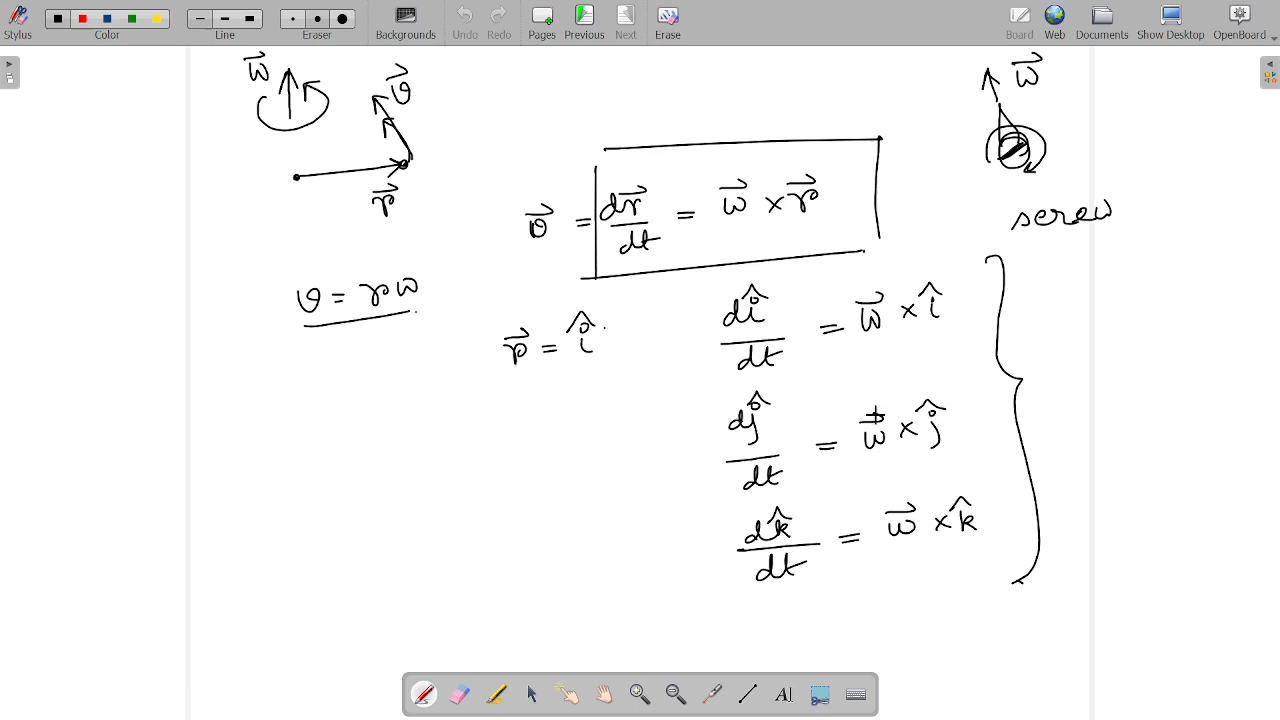 Stylus Color Line Eraser Backgrounds Undo Redo Pages Previous Next Erase Board Web Documents Show Desktop OpenBoard
w⃗
v⃗
w⃗
r⃗
screw
v⃗ = dr⃗/dt = w⃗ × r⃗
v = rw
r⃗ = î
dî/dt = w⃗ × î
dĵ/dt = w⃗ × ĵ
dk̂/dt = w⃗ × k̂